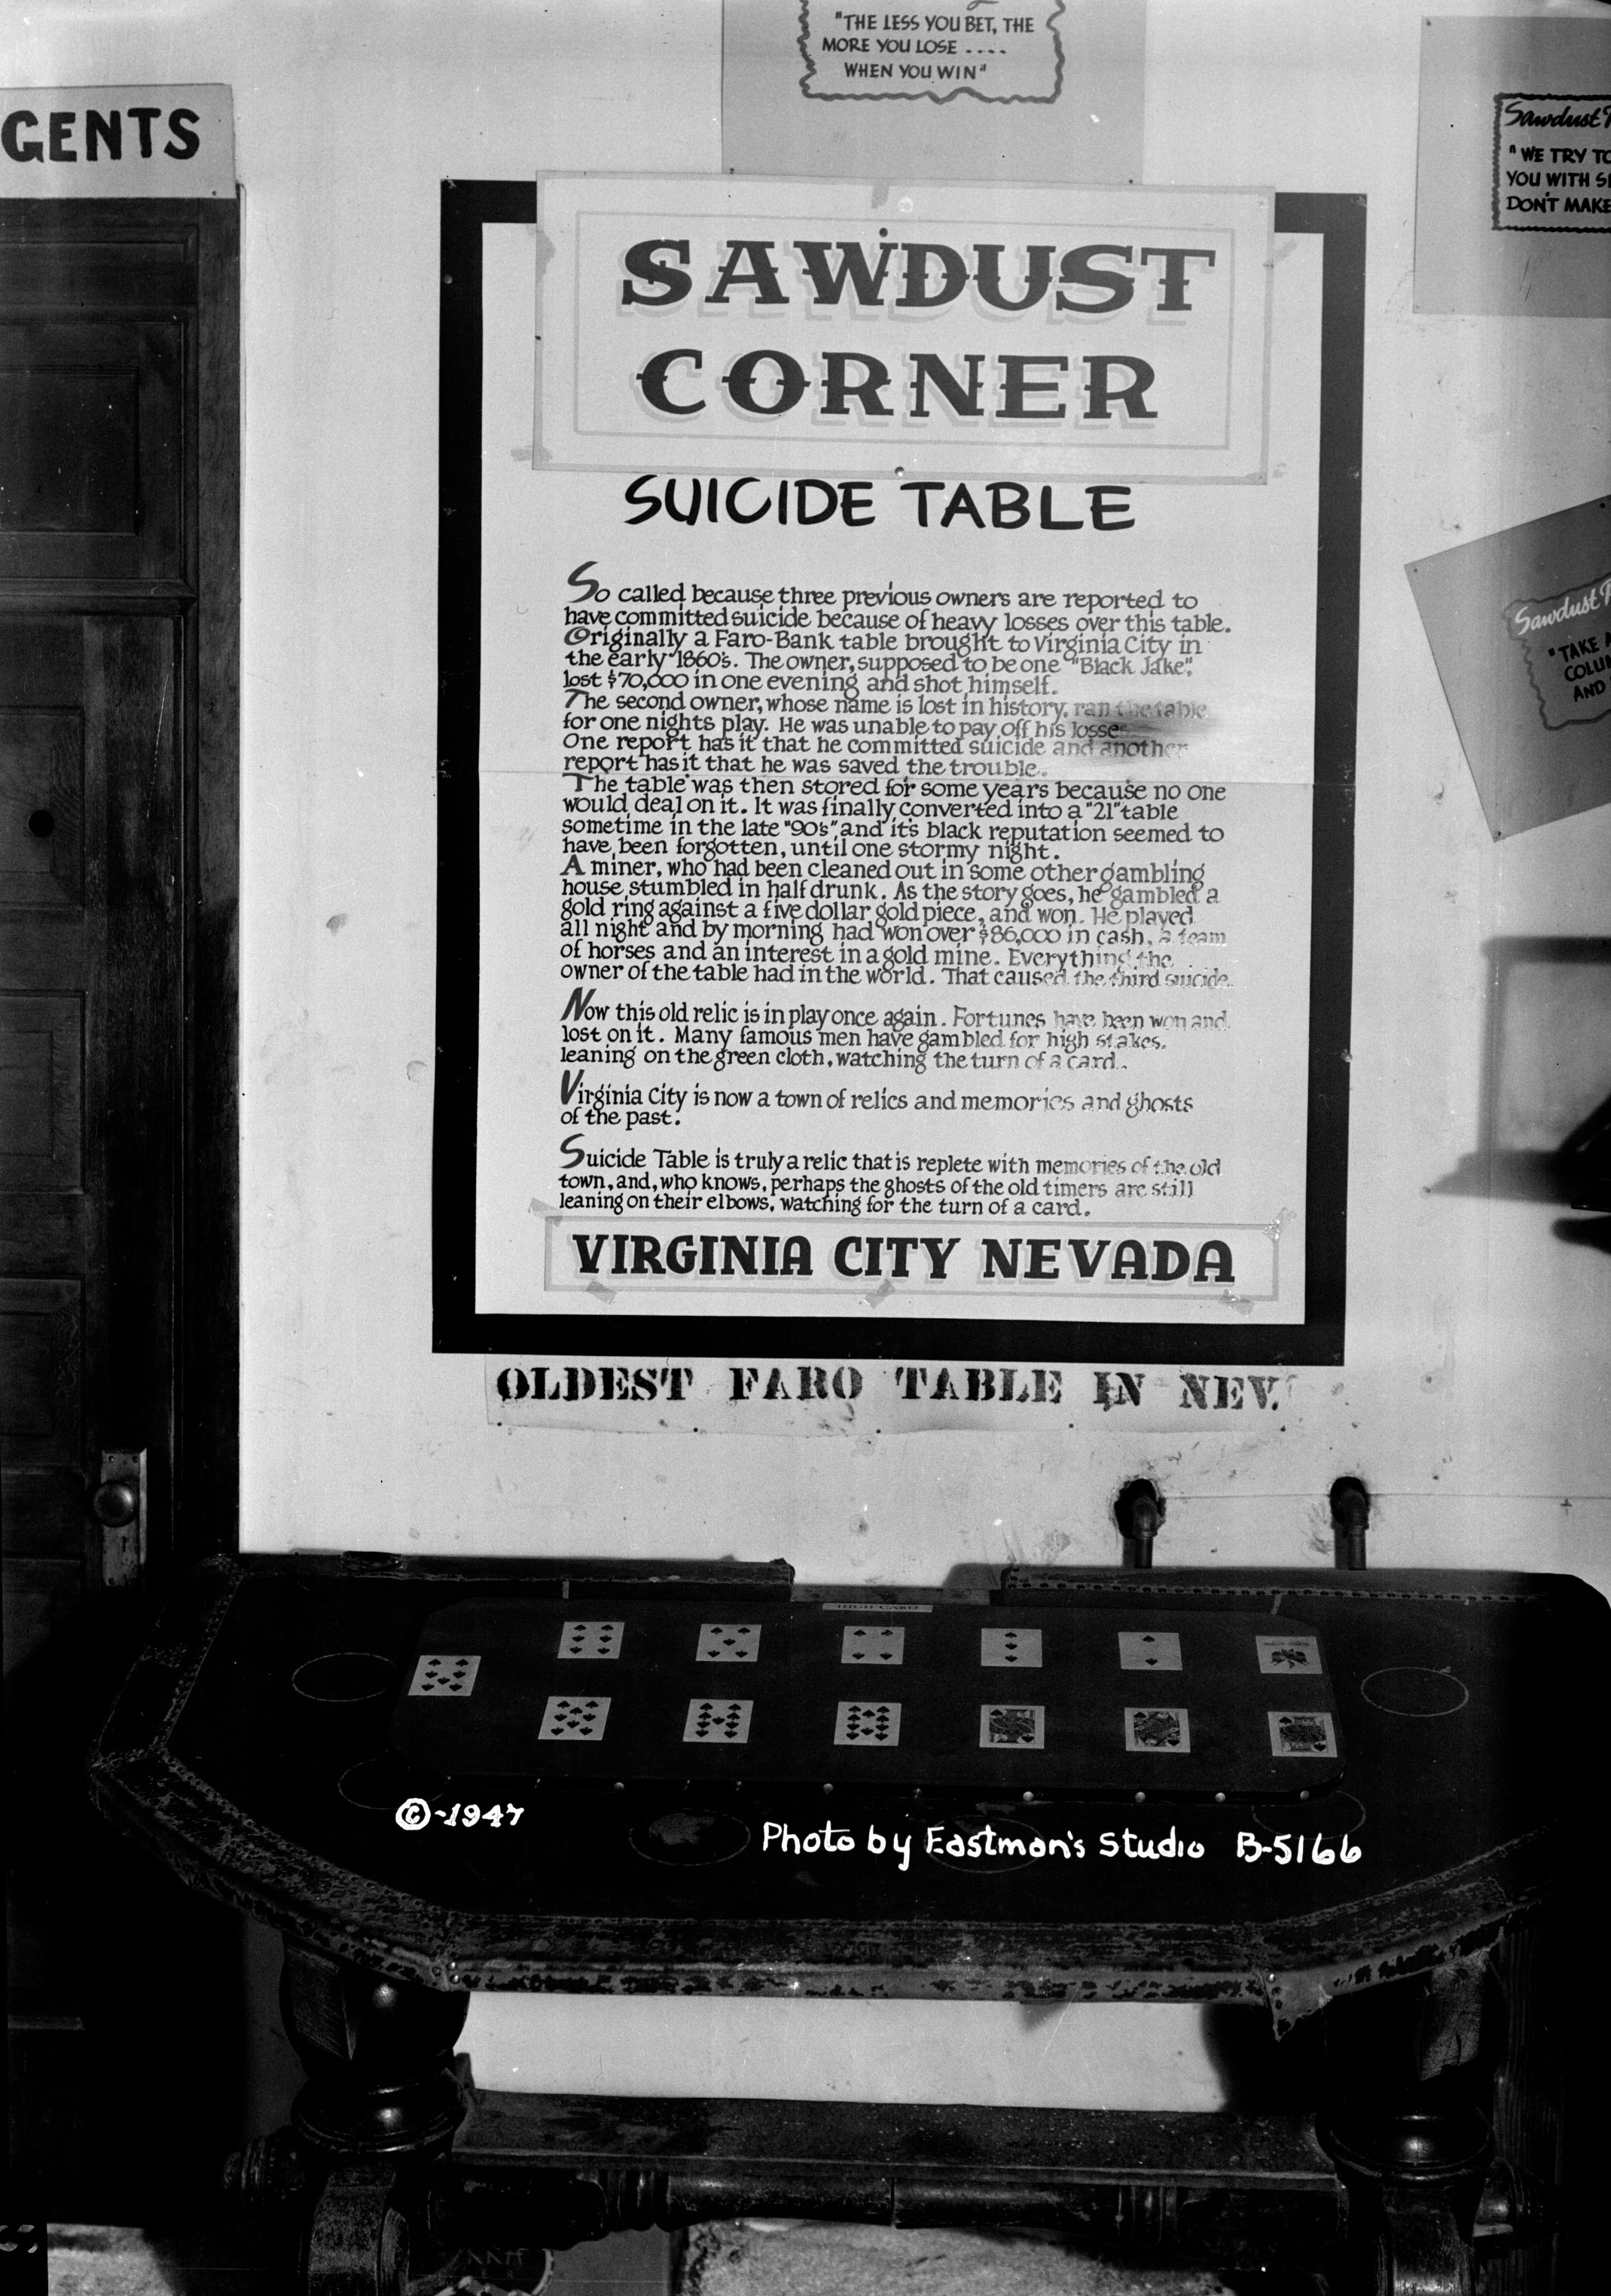 "THE LESS YOU BET, THE
MORE YOU LOSE ....
WHEN YOU WIN"
GENTS
Sawdust
"WE TRY TO
YOU WITH
DON'T MAKE
SAWDUST
CORNER
SUICIDE TABLE
So called because three previous owners are reported to
have committed suicide because of heavy losses over this table.
Originally a Faro-Bank table brought to Virginia City in
the early 1860's. The owner, supposed to be one "Black Jake",
lost $70,000 in one evening and shot himself.
The second owner, whose name is lost in history, ran the table
for one nights play. He was unable to pay off his losses
One report has it that he committed suicide and another
report has it that he was saved the trouble.
The table was then stored for some years because no one
would deal on it. It was finally converted into a "21" table
sometime in the late "90's", and it's black reputation seemed to
have been forgotten, until one stormy night.
A miner, who had been cleaned out in some other gambling
house stumbled in half drunk. As the story goes, he gambled a
gold ring against a five dollar gold piece, and won. He played
all night and by morning had won over $86,000 in cash, a team
of horses and an interest in a gold mine. Everything the
owner of the table had in the world. That caused the third suicide.
Now this old relic is in play once again. Fortunes have been won and
lost on it. Many famous men have gambled for high stakes,
leaning on the green cloth, watching the turn of a card.
Virginia City is now a town of relics and memories and ghosts
of the past.
Suicide Table is truly a relic that is replete with memories of the old
town, and, who knows, perhaps the ghosts of the old timers are still
leaning on their elbows, watching for the turn of a card.
VIRGINIA CITY NEVADA
OLDEST FARO TABLE IN NEV.
Sawdust
"TAKE
AND
HIGH CARD
©-1947
Photo by Eastman's Studio B-5166